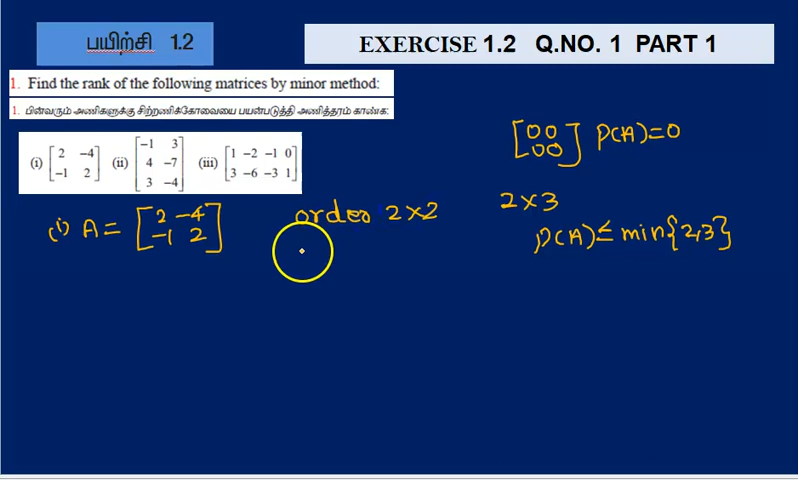 பயிற்சி 1.2
EXERCISE 1.2 Q.NO. 1 PART 1
1. Find the rank of the following matrices by minor method:
1. பின்வரும் அணிகளுக்கு சிற்றணிக்கோவையை பயன்படுத்தி அணித்தரம் காண்க:
(i) [2 −4; −1 2] (ii) [−1 3; 4 −7; 3 −4] (iii) [1 −2 −1 0; 3 −6 −3 1]
[0 0; 0 0] ρ(A)=0
(i) A = [2 −4; −1 2] order 2×2
2×3
ρ(A) ≤ min{2,3}